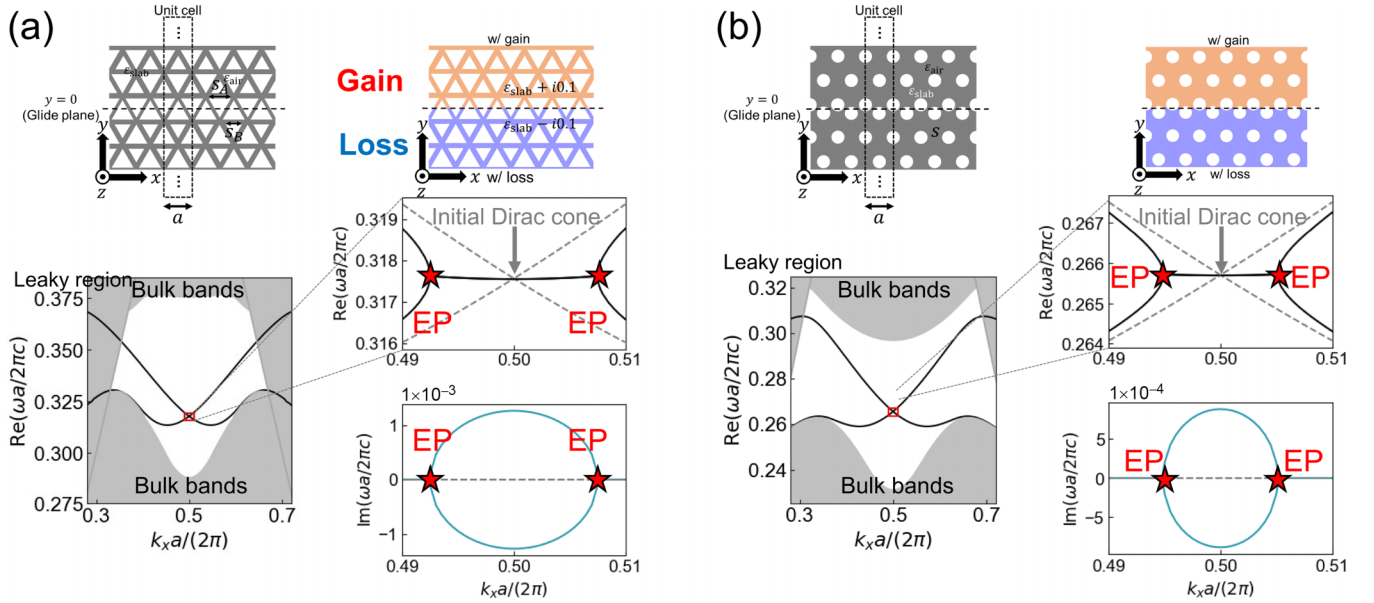 (a)
Unit cell
⋮
w/ gain
ε_slab
ε_air
S_A
Gain
ε_slab + i0.1
y = 0
(Glide plane)
Loss
ε_slab − i0.1
S_B
y
x
z
⋮
a
y
x
z
w/ loss
Leaky region
Bulk bands
Bulk bands
0.375
0.350
0.325
0.300
0.275
Re(ωa/2πc)
0.3
0.5
0.7
k_x a/(2π)
Initial Dirac cone
EP
EP
0.319
0.318
0.317
0.316
Re(ωa/2πc)
0.49
0.50
0.51
1×10⁻³
EP
EP
1
0
−1
Im(ωa/2πc)
0.49
0.50
0.51
k_x a/(2π)
(b)
Unit cell
⋮
w/ gain
ε_air
ε_slab
y = 0
(Glide plane)
S
y
x
z
⋮
a
y
x
z
w/ loss
Leaky region
Bulk bands
Bulk bands
0.32
0.30
0.28
0.26
0.24
Re(ωa/2πc)
0.3
0.5
0.7
k_x a/(2π)
Initial Dirac cone
EP
EP
0.267
0.266
0.265
0.264
Re(ωa/2πc)
0.49
0.50
0.51
1×10⁻⁴
EP
EP
5
0
−5
Im(ωa/2πc)
0.49
0.50
0.51
k_x a/(2π)